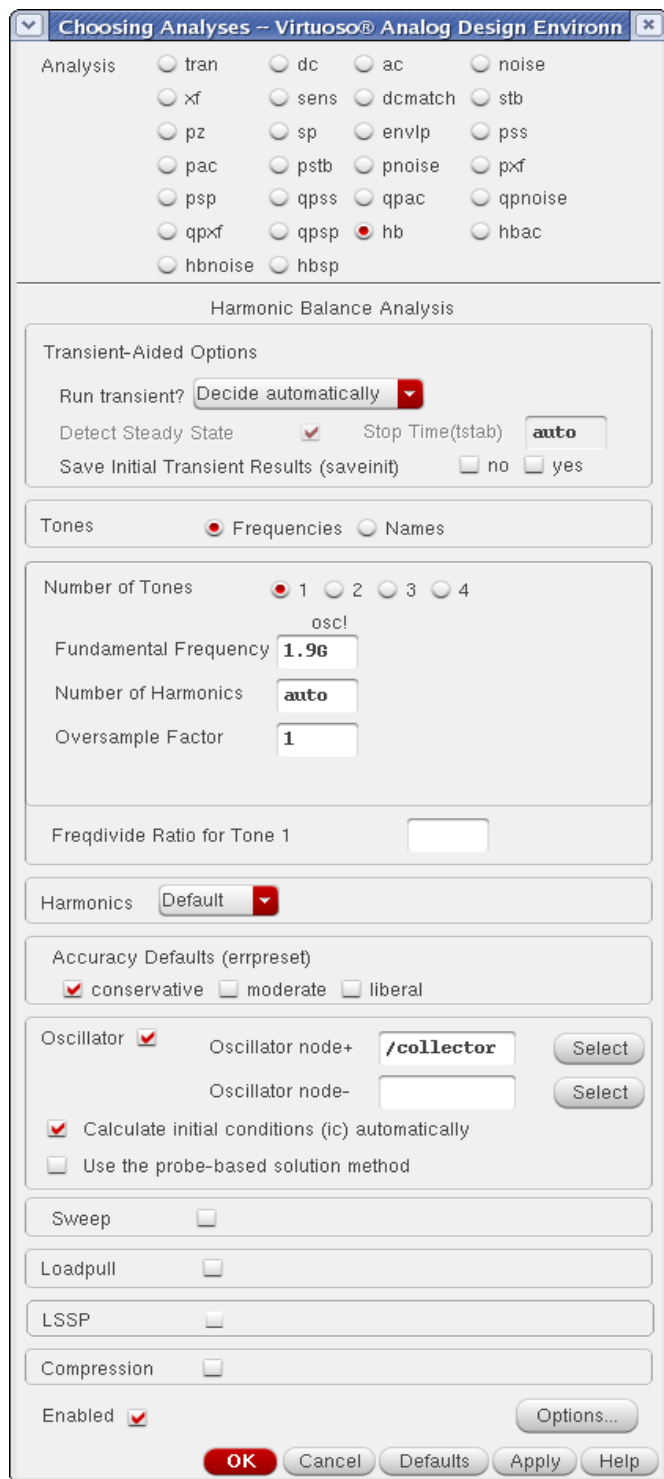 Choosing Analyses -- Virtuoso® Analog Design Environn
Analysis tran dc ac noise
xf sens dcmatch stb
pz sp envlp pss
pac pstb pnoise pxf
psp qpss qpac qpnoise
qpxf qpsp hb hbac
hbnoise hbsp
Harmonic Balance Analysis
Transient-Aided Options
Run transient? Decide automatically
Detect Steady State Stop Time(tstab) auto
Save Initial Transient Results (saveinit) no yes
Tones Frequencies Names
Number of Tones 1 2 3 4
osc!
Fundamental Frequency 1.9G
Number of Harmonics auto
Oversample Factor 1
Freqdivide Ratio for Tone 1
Harmonics Default
Accuracy Defaults (errpreset)
conservative moderate liberal
Oscillator Oscillator node+ /collector Select
Oscillator node- Select
Calculate initial conditions (ic) automatically
Use the probe-based solution method
Sweep
Loadpull
LSSP
Compression
Enabled Options...
OK Cancel Defaults Apply Help